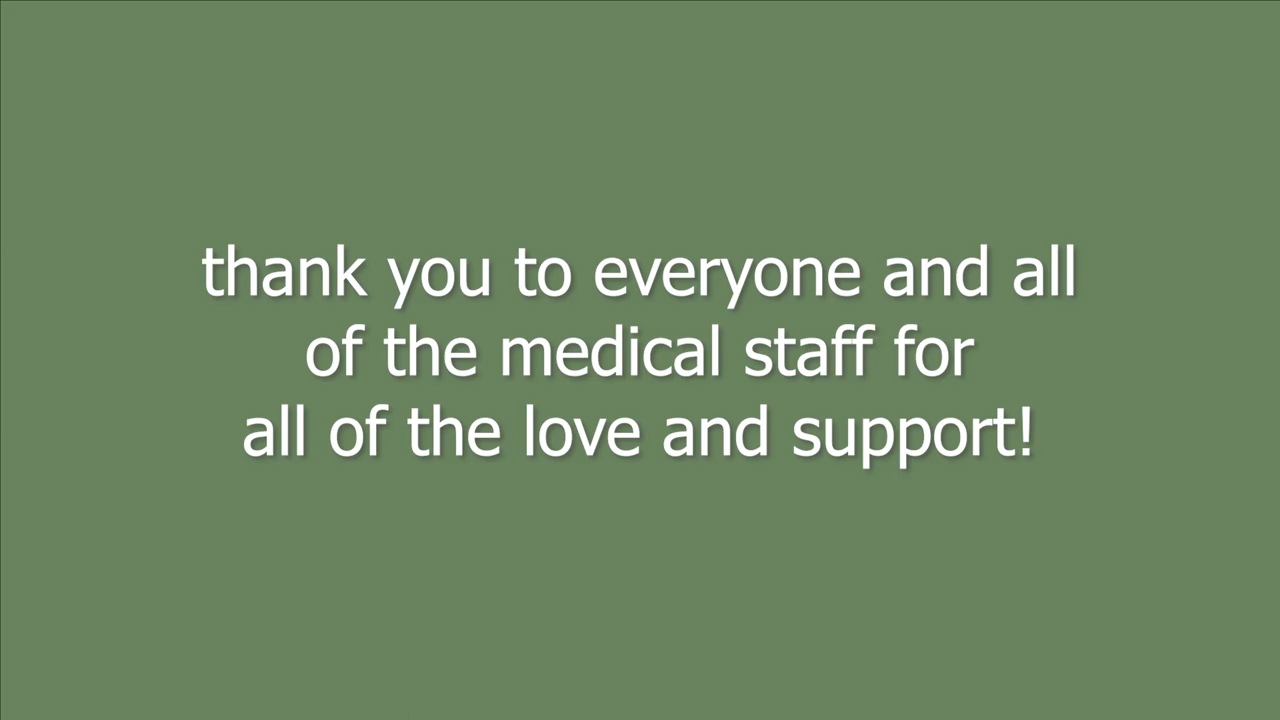 thank you to everyone and all
of the medical staff for
all of the love and support!